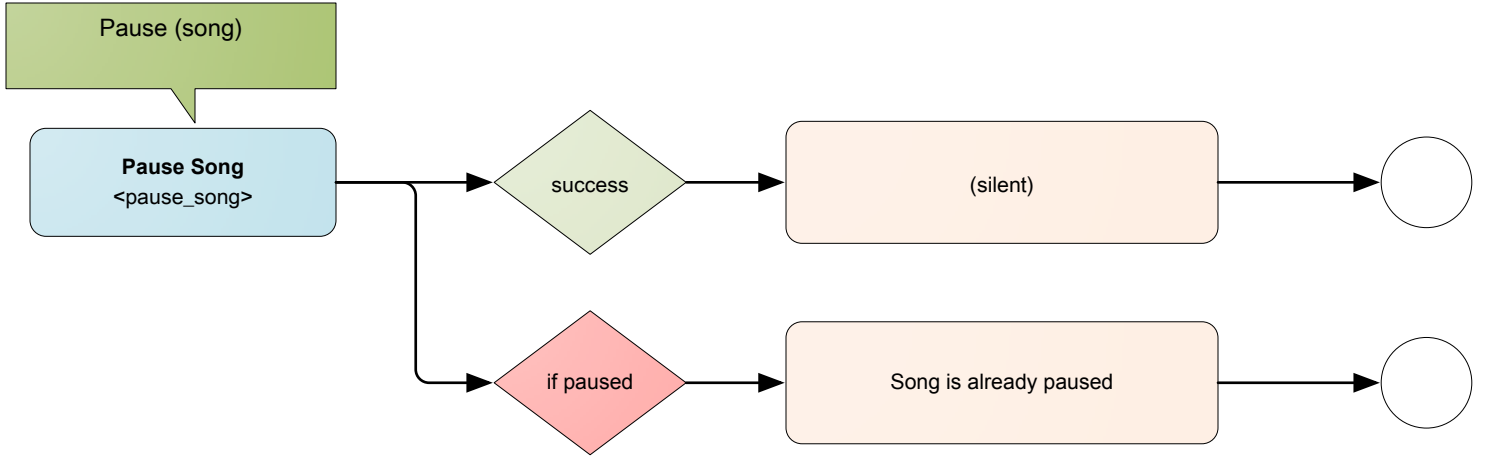 Pause (song)
Pause Song
<pause_song>
success
(silent)
if paused
Song is already paused